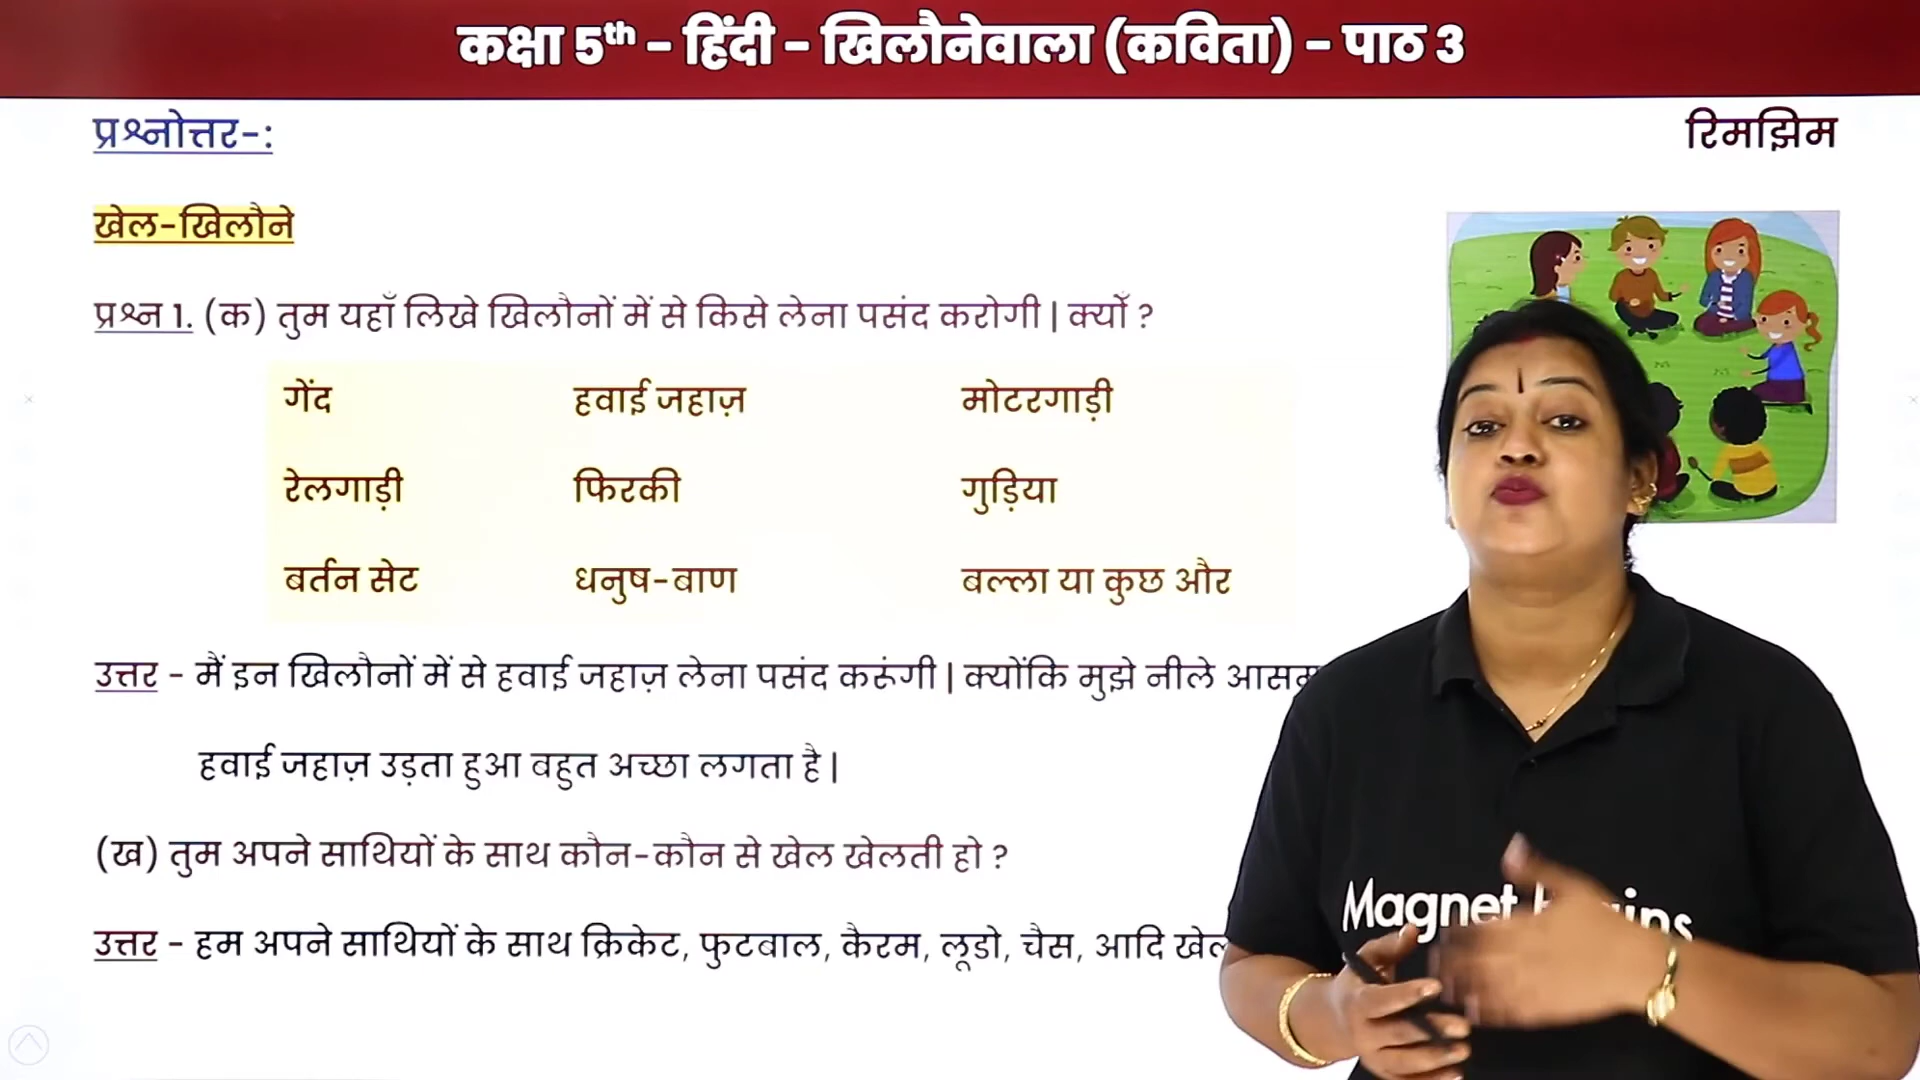 कक्षा 5th - हिंदी - खिलौनेवाला (कविता) - पाठ 3
प्रश्नोत्तर-:
रिमझिम
खेल-खिलौने
प्रश्न 1. (क) तुम यहाँ लिखे खिलौनों में से किसे लेना पसंद करोगी | क्यों ?
गेंद हवाई जहाज़ मोटरगाड़ी
रेलगाड़ी फिरकी गुड़िया
बर्तन सेट धनुष-बाण बल्ला या कुछ और
उत्तर - मैं इन खिलौनों में से हवाई जहाज़ लेना पसंद करूंगी | क्योंकि मुझे नीले
हवाई जहाज़ उड़ता हुआ बहुत अच्छा लगता है |
(ख) तुम अपने साथियों के साथ कौन-कौन से खेल खेलती हो ?
उत्तर - हम अपने साथियों के साथ क्रिकेट, फुटबाल, कैरम, लूडो, चैस, आदि
Magnet